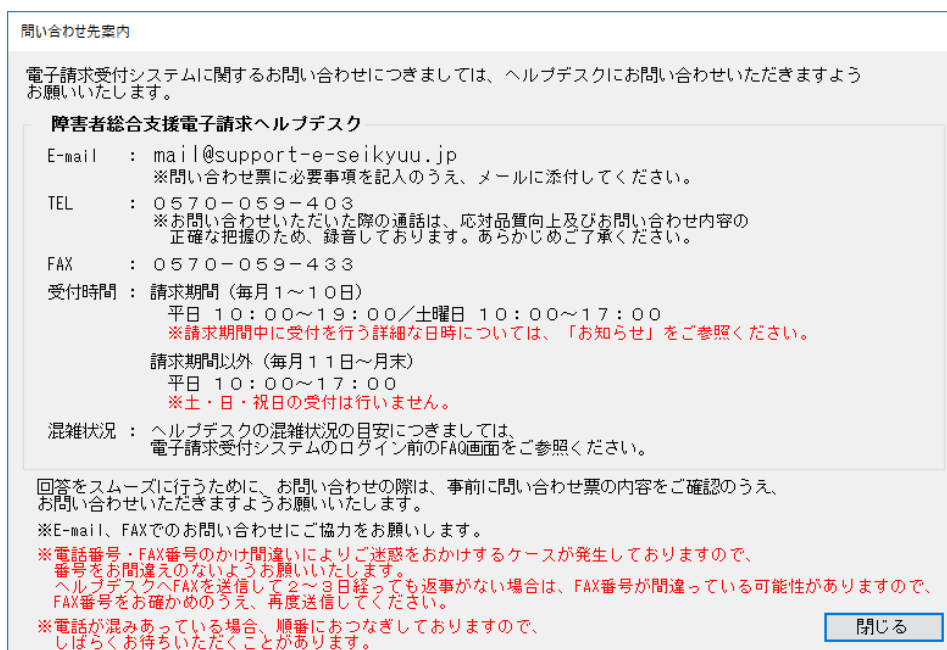 問い合わせ先案内
電子請求受付システムに関するお問い合わせにつきましては、ヘルプデスクにお問い合わせいただきますよう
お願いいたします。
障害者総合支援電子請求ヘルプデスク
E-mail : mail@support-e-seikyuu.jp
※問い合わせ票に必要事項を記入のうえ、メールに添付してください。
TEL : ０５７０－０５９－４０３
※お問い合わせいただいた際の通話は、応対品質向上及びお問い合わせ内容の
正確な把握のため、録音しております。あらかじめご了承ください。
FAX : ０５７０－０５９－４３３
受付時間 : 請求期間（毎月１～１０日）
平日 １０：００～１９：００／土曜日 １０：００～１７：００
※請求期間中に受付を行う詳細な日時については、「お知らせ」をご参照ください。
請求期間以外（毎月１１日～月末）
平日 １０：００～１７：００
※土・日・祝日の受付は行いません。
混雑状況 : ヘルプデスクの混雑状況の目安につきましては、
電子請求受付システムのログイン前のFAQ画面をご参照ください。
回答をスムーズに行うために、お問い合わせの際は、事前に問い合わせ票の内容をご確認のうえ、
お問い合わせいただきますようお願いいたします。
※E-mail、FAXでのお問い合わせにご協力をお願いします。
※電話番号・FAX番号のかけ間違いによりご迷惑をおかけするケースが発生しておりますので、
番号をお間違えのないようお願いいたします。
ヘルプデスクへFAXを送信して２～３日経っても返事がない場合は、FAX番号が間違っている可能性がありますので、
FAX番号をお確かめのうえ、再度送信してください。
※電話が混みあっている場合、順番におつなぎしておりますので、
しばらくお待ちいただくことがあります。
閉じる